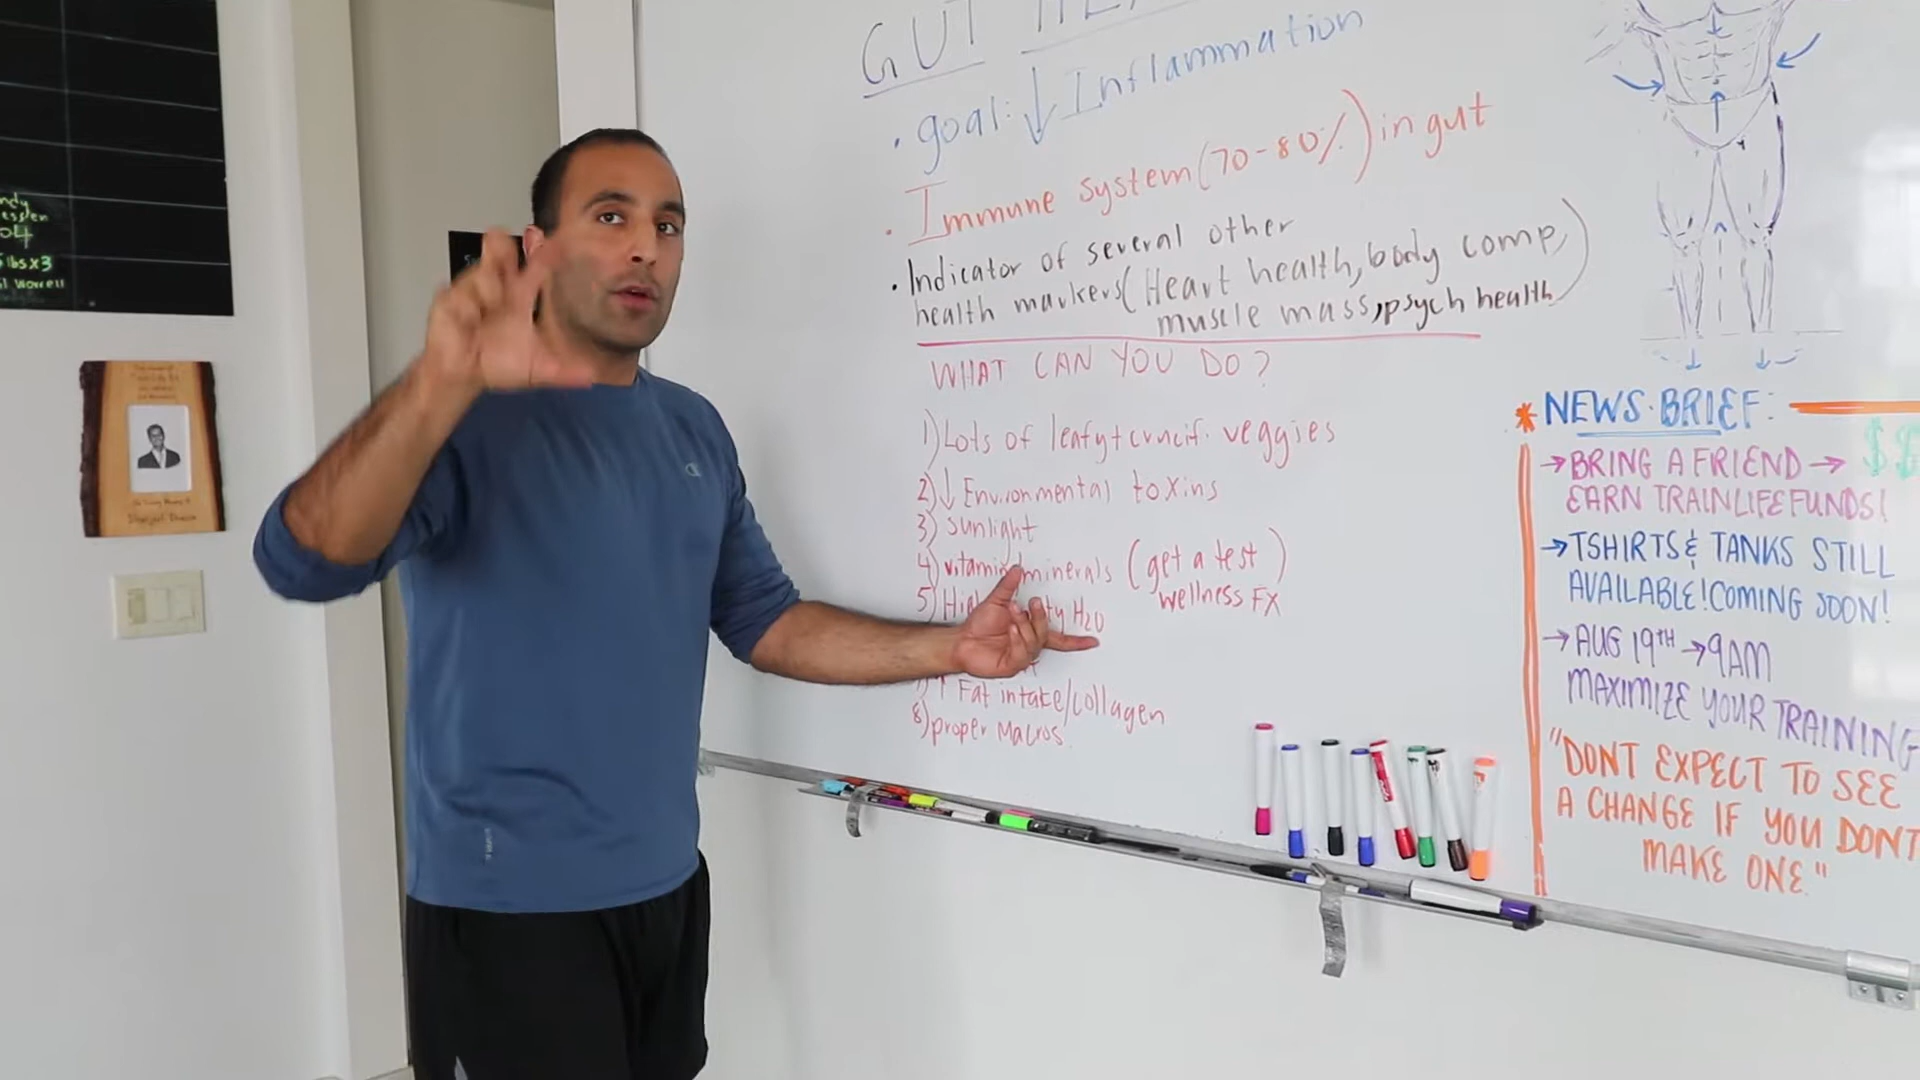 GUT
• goal: ↓ Inflammation
• Immune system (70-80%) in gut
• Indicator of several other
health markers (Heart health, body comp,
muscle mass, psych health)
WHAT CAN YOU DO?
1) Lots of leafy + crucif. veggies
2) ↓ Environmental toxins
3) sunlight
4) vitamin minerals (get a test
wellness FX)
5) H2O
7) ↑ Fat intake/collagen
8) proper Macros
* NEWS BRIEF:
→ BRING A FRIEND → $$
EARN TRAINLIFE FUNDS!
→ TSHIRTS & TANKS STILL
AVAILABLE! COMING SOON!
→ AUG 19TH → 9AM
MAXIMIZE YOUR TRAINING
"DONT EXPECT TO SEE
A CHANGE IF YOU DONT
MAKE ONE."
04
lbs x3